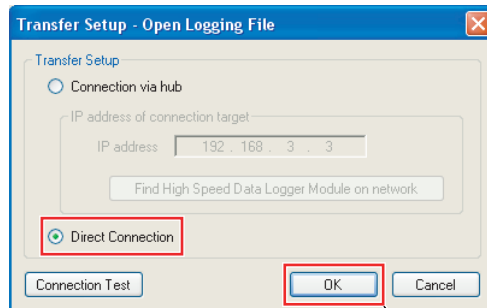 Transfer Setup - Open Logging File
Transfer Setup
Connection via hub
IP address of connection target
IP address 192 . 168 . 3 . 3
Find High Speed Data Logger Module on network
Direct Connection
Connection Test OK Cancel